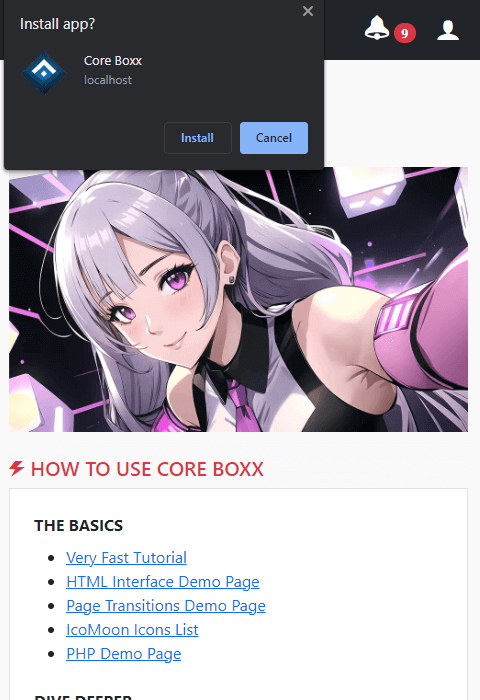 Install app?
Core Boxx
localhost
Install
Cancel
9
HOW TO USE CORE BOXX
THE BASICS
Very Fast Tutorial
HTML Interface Demo Page
Page Transitions Demo Page
IcoMoon Icons List
PHP Demo Page
DIVE DEEPER